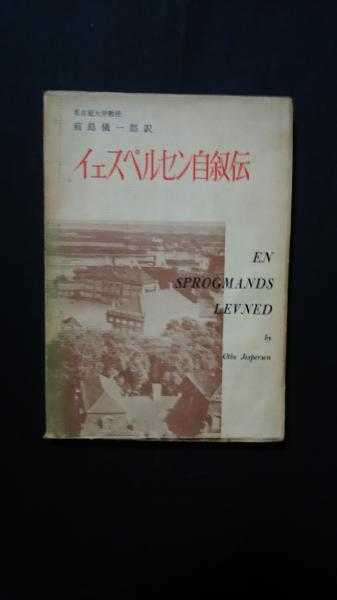 名古屋大学教授
前島儀一郎訳
イェスペルセン自叙伝
EN
SPROGMANDS
LEVNED
by
Otto Jespersen